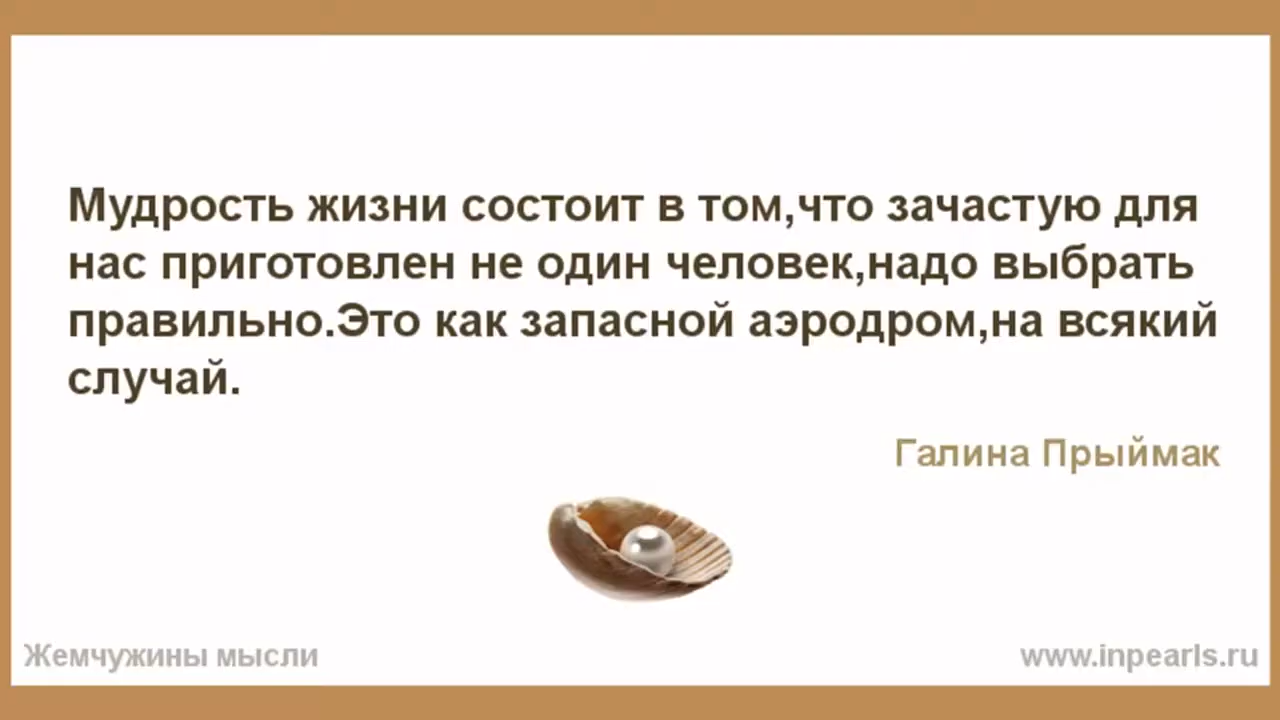 Мудрость жизни состоит в том,что зачастую для
нас приготовлен не один человек,надо выбрать
правильно.Это как запасной аэродром,на всякий
случай.
Галина Прыймак
Жемчужины мысли
www.inpearls.ru